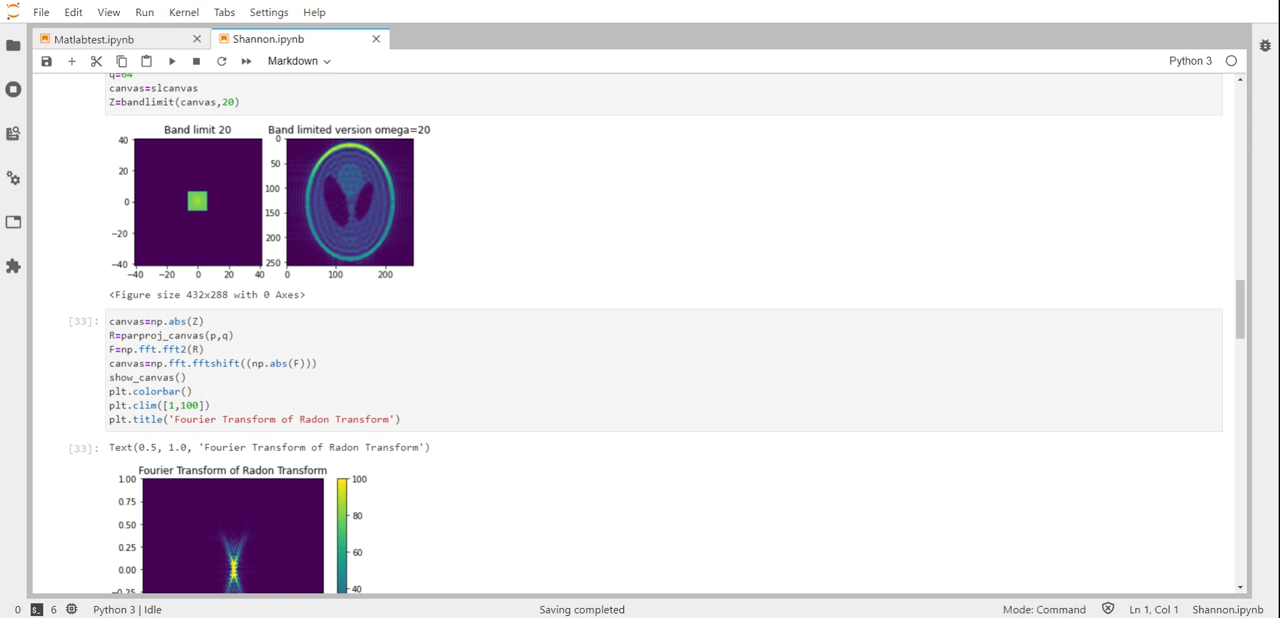 File Edit View Run Kernel Tabs Settings Help
Matlabtest.ipynb Shannon.ipynb
Markdown Python 3
q=64
canvas=slcanvas
Z=bandlimit(canvas,20)
Band limit 20 Band limited version omega=20
40 20 0 −20 −40
−40 −20 0 20 40
0 50 100 150 200 250
0 100 200
<Figure size 432x288 with 0 Axes>
[33]: canvas=np.abs(Z)
R=parproj_canvas(p,q)
F=np.fft.fft2(R)
canvas=np.fft.fftshift((np.abs(F)))
show_canvas()
plt.colorbar()
plt.clim([1,100])
plt.title('Fourier Transform of Radon Transform')
[33]: Text(0.5, 1.0, 'Fourier Transform of Radon Transform')
Fourier Transform of Radon Transform
1.00 0.75 0.50 0.25 0.00 −0.25
100 80 60 40
0 6 Python 3 | Idle Saving completed Mode: Command Ln 1, Col 1 Shannon.ipynb